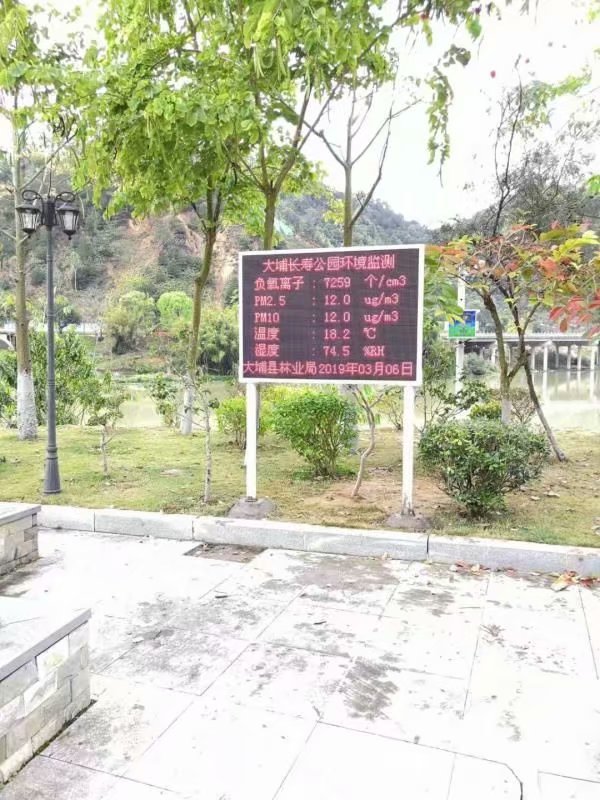 大埔长寿公园环境监测
负氧离子 : 7259 个/cm3
PM2.5 : 12.0 ug/m3
PM10 : 12.0 ug/m3
温度 : 18.2 ℃
湿度 : 74.5 %RH
大埔县林业局2019年03月06日